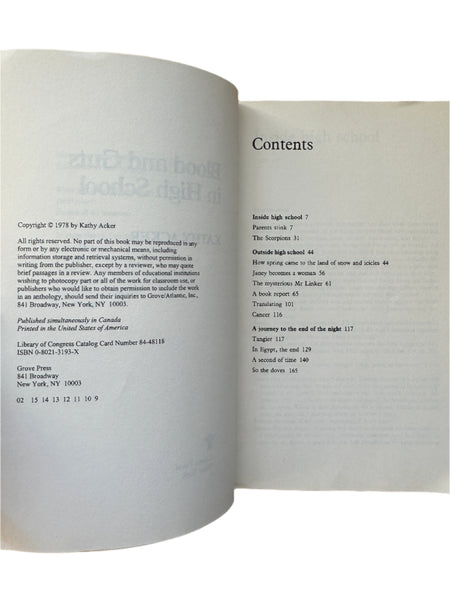 Copyright © 1978 by Kathy Acker
All rights reserved. No part of this book may be reproduced in any
form or by any electronic or mechanical means, including
information storage and retrieval systems, without permission in
writing from the publisher, except by a reviewer, who may quote
brief passages in a review. Any members of educational institutions
wishing to photocopy part or all of the work for classroom use, or
publishers who would like to obtain permission to include the work
in an anthology, should send their inquiries to Grove/Atlantic, Inc,
841 Broadway, New York, NY 10003.
Published simultaneously in Canada
Printed in the United States of America
Library of Congress Catalog Card Number 84-48118
ISBN 0-8021-3193-X
Grove Press
841 Broadway
New York, NY 10003
02 15 14 13 12 11 10 9
Contents
Inside high school 7
Parents stink 7
The Scorpions 31
Outside high school 44
How spring came to the land of snow and icicles 44
Janey becomes a woman 56
The mysterious Mr Linker 61
A book report 65
Translating 101
Cancer 116
A journey to the end of the night 117
Tangier 117
In Egypt, the end 129
A second of time 140
So the doves 165
Blood and Guts
in High School
KATHY ACKER